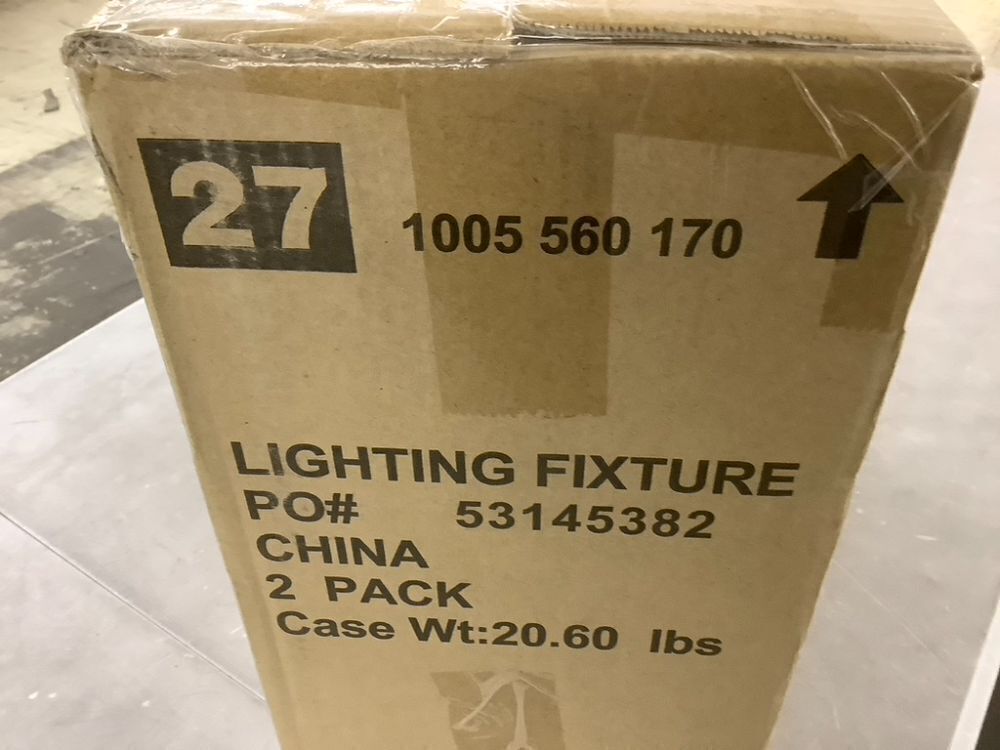 27
1005 560 170
LIGHTING FIXTURE
PO# 53145382
CHINA
2 PACK
Case Wt:20.60 lbs